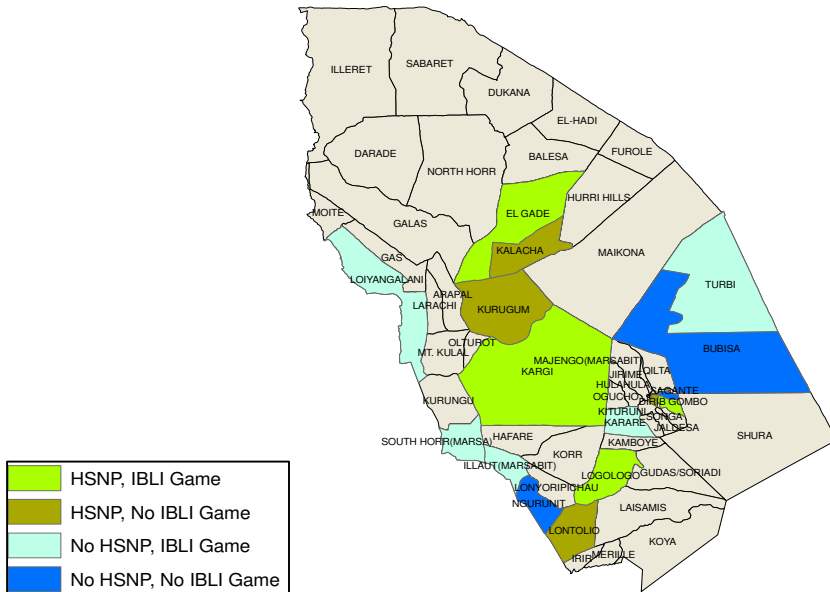 SABARET
ILLERET
DUKANA
EL-HADI
FUROLE
DARADE
BALESA
NORTH HORR
HURRI HILLS
MOITE
EL GADE
GALAS
KALACHA
MAIKONA
GAS
LOIYANGALANI
TURBI
ARAPAL
LARACHI
KURUGUM
OLTUROT
BUBISA
MT. KULAL
MAJENGO(MARSABIT)
KARGI
QILTA
JIRIME
HULAHULA
SAGANTE
OGUCHO
DIRIB GOMBO
KURUNGU
KITURUNI
SONGA
KARARE
JALDESA
SOUTH HORR(MARSA)
HAFARE
KAMBOYE
SHURA
KORR
ILLAUT(MARSABIT)
LOGOLOGO
GUDAS/SORIADI
LONYORIPICHAU
NGURUNIT
LAISAMIS
LONTOLIO
KOYA
MERILLE
IRIR
HSNP, IBLI Game
HSNP, No IBLI Game
No HSNP, IBLI Game
No HSNP, No IBLI Game